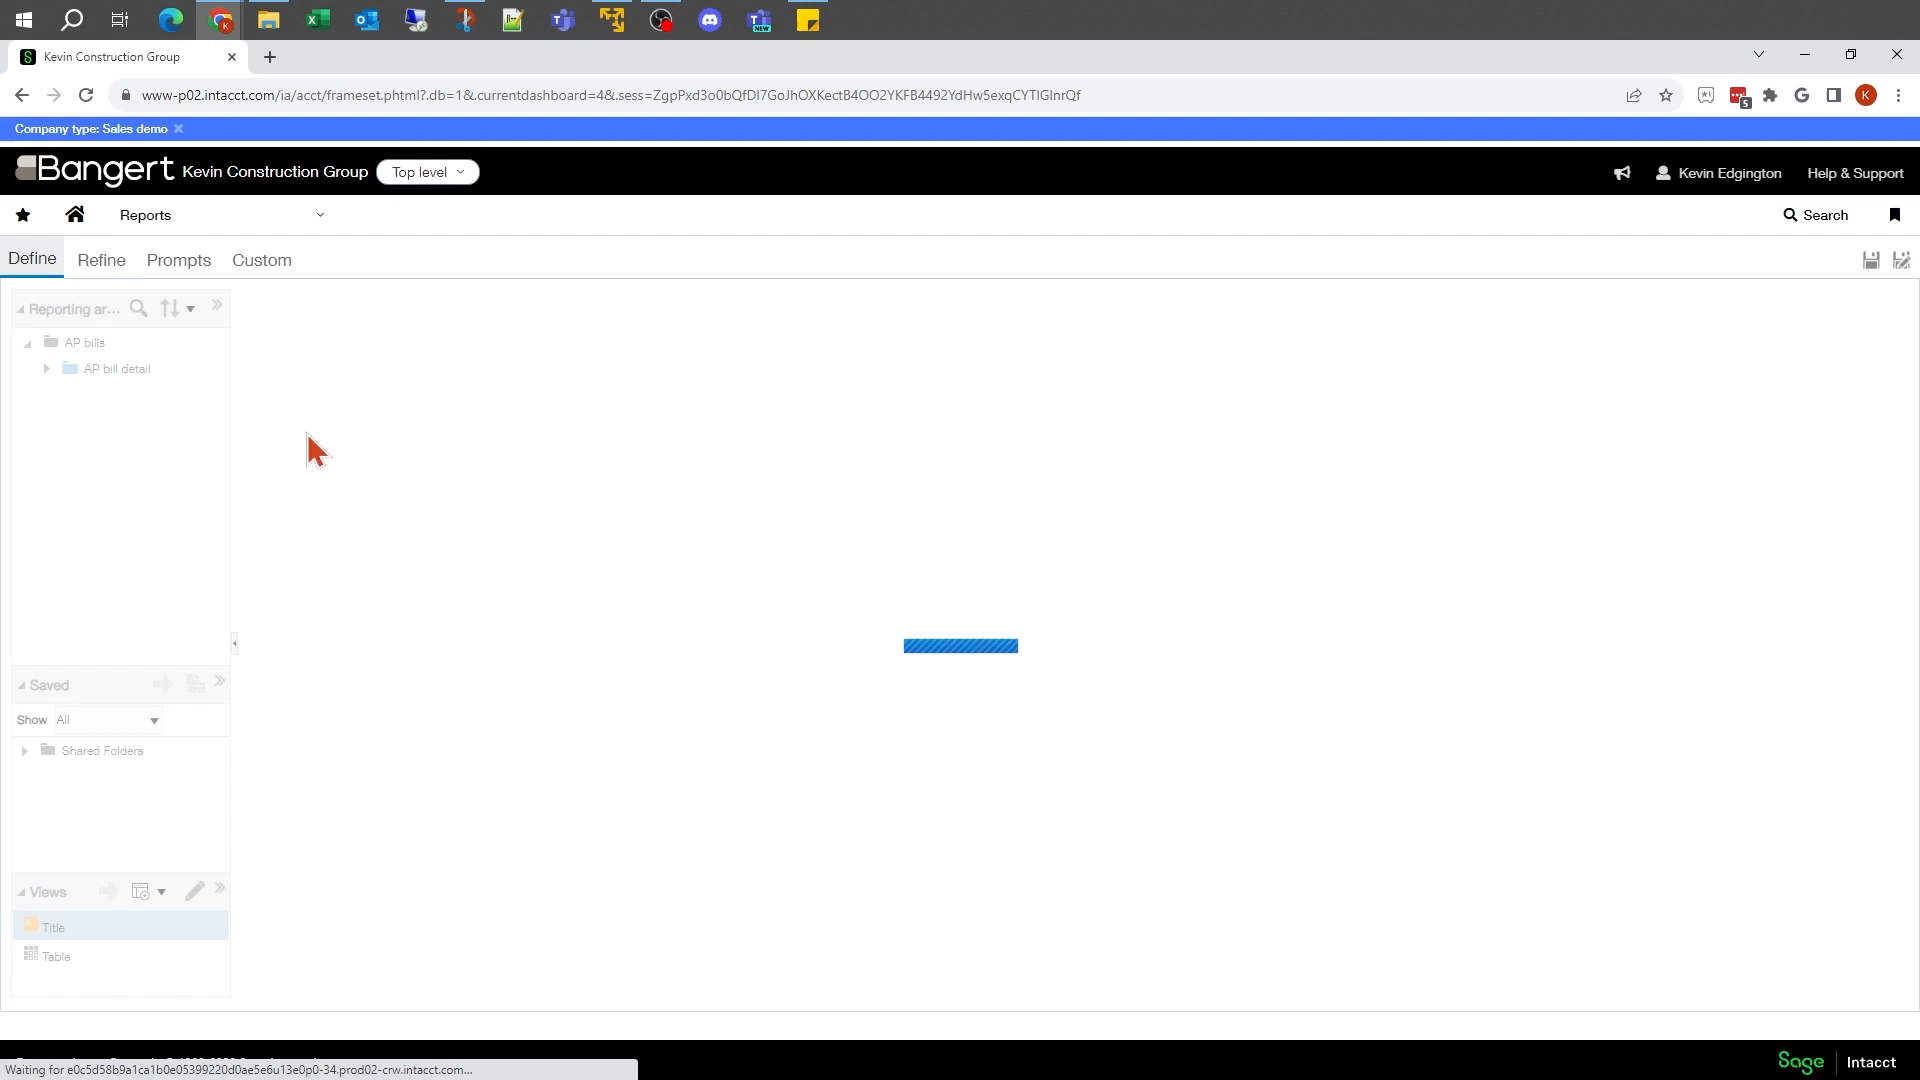 Kevin Construction Group
www-p02.intacct.com/ia/acct/frameset.phtml?.db=1&.currentdashboard=4&.sess=ZgpPxd3o0bQfDI7GoJhOXKectB4OO2YKFB4492YdHw5exqCYTIGInrQf
5
K
Company type: Sales demo
Bangert Kevin Construction Group Top level
Kevin Edgington
Help & Support
Reports
Search
Define
Refine
Prompts
Custom
Reporting ar...
AP bills
AP bill detail
Saved
Show All
Shared Folders
Views
Title
Table
Sage Intacct
Waiting for e0c5d58b9a1ca1b0e05399220d0ae5e6u13e0p0-34.prod02-crw.intacct.com...